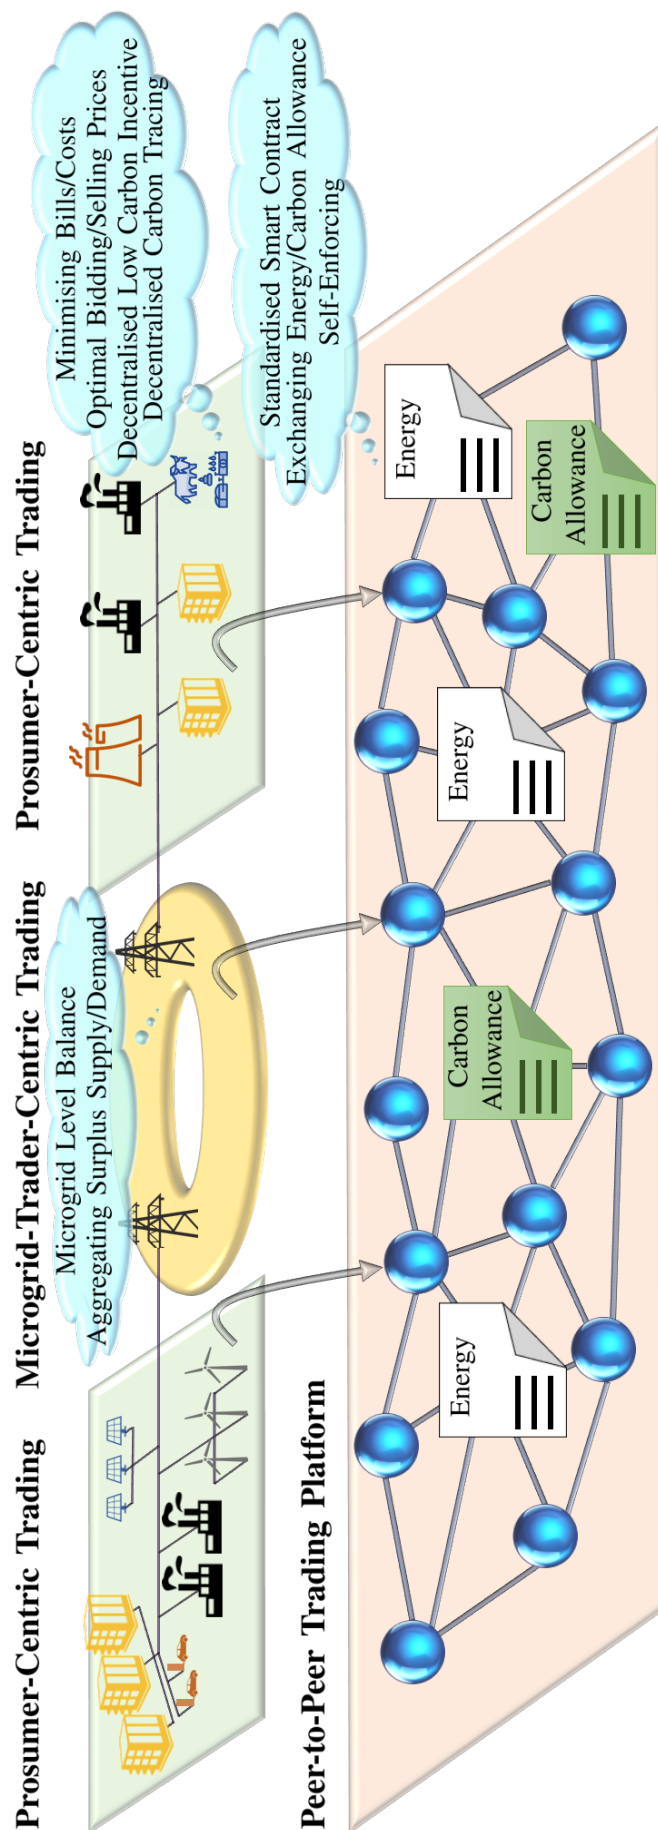 Prosumer-Centric Trading
Microgrid-Trader-Centric Trading
Prosumer-Centric Trading
Microgrid Level Balance
Aggregating Surplus Supply/Demand
Minimising Bills/Costs
Optimal Bidding/Selling Prices
Decentralised Low Carbon Incentive
Decentralised Carbon Tracing
Peer-to-Peer Trading Platform
Standardised Smart Contract
Exchanging Energy/Carbon Allowance
Self-Enforcing
Energy
Carbon
Allowance
Energy
Energy
Carbon
Allowance